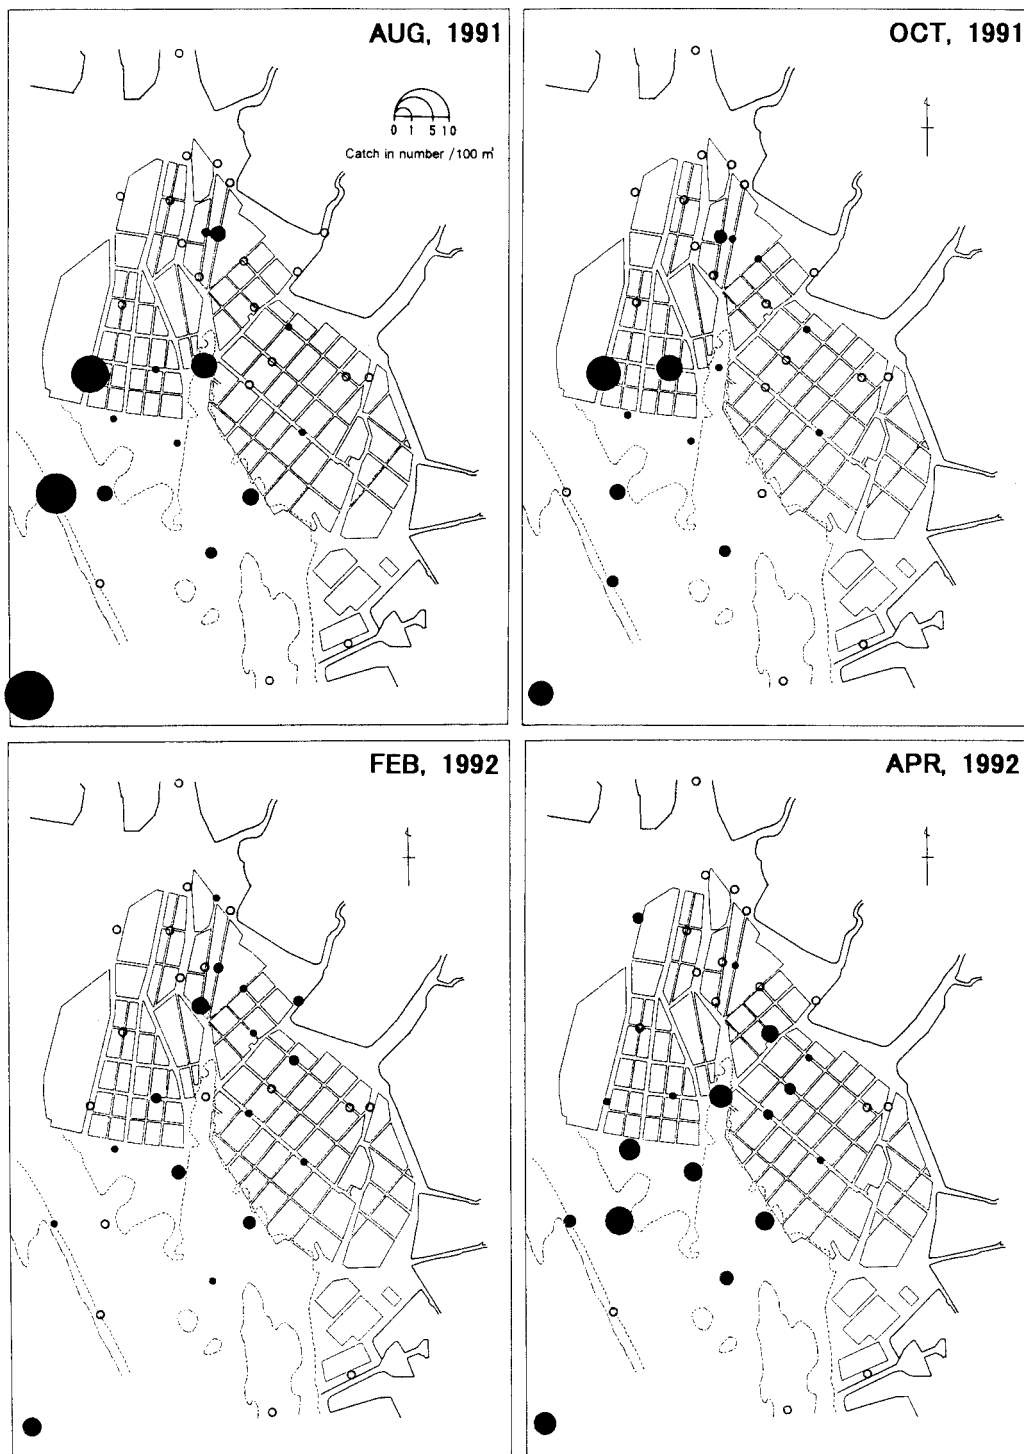 AUG, 1991
0 1 5 10
Catch in number /100 ㎡
OCT, 1991
FEB, 1992
APR, 1992